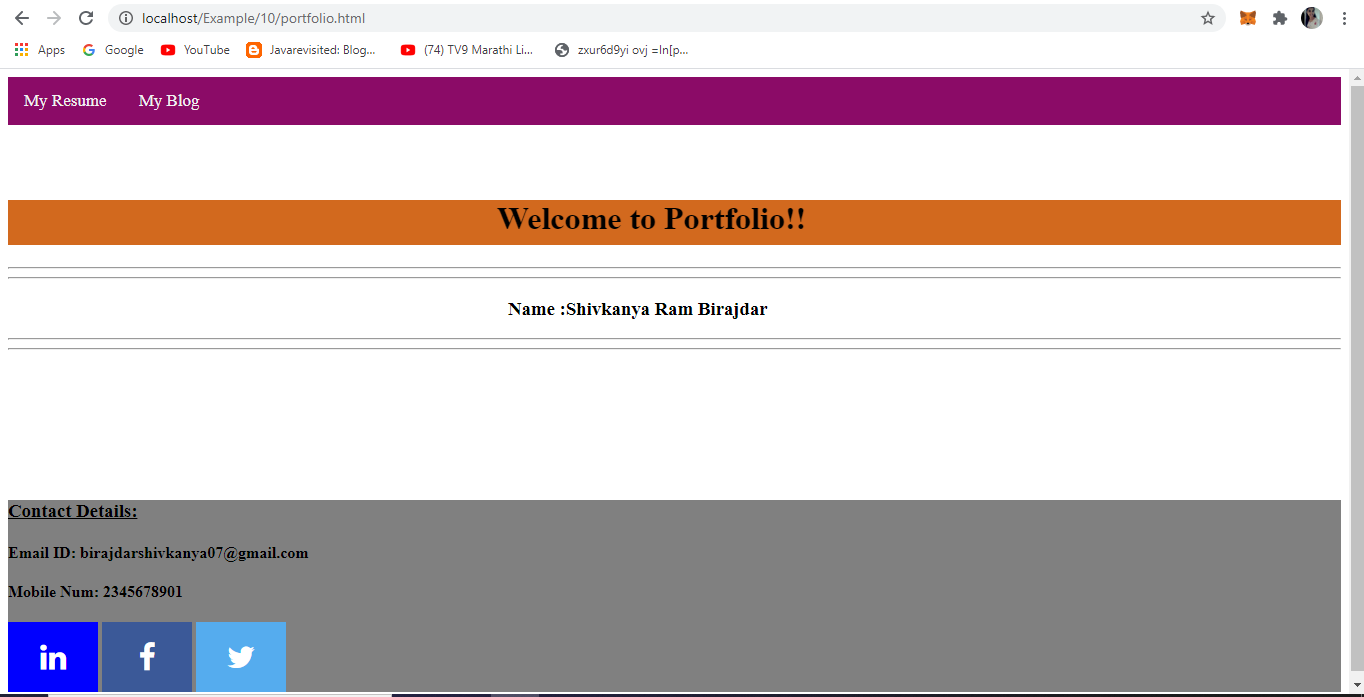 localhost/Example/10/portfolio.html
Apps Google YouTube Javarevisited: Blog... (74) TV9 Marathi Li... zxur6d9yi ovj =ln[p...
My Resume My Blog
Welcome to Portfolio!!
Name :Shivkanya Ram Birajdar
Contact Details:
Email ID: birajdarshivkanya07@gmail.com
Mobile Num: 2345678901
in f